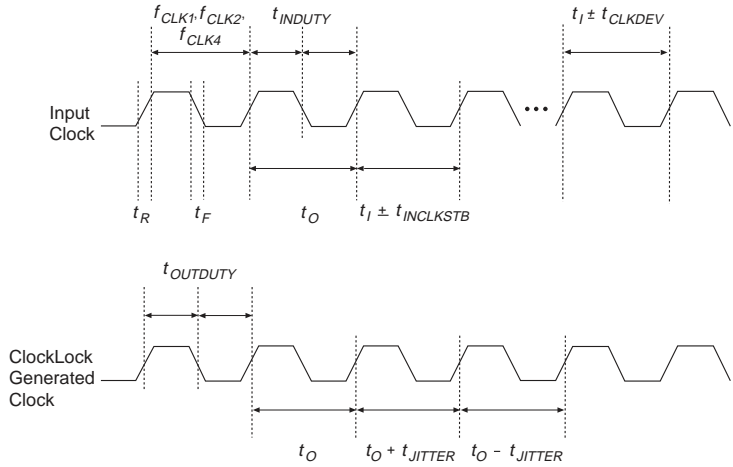 f_CLK1, f_CLK2,
f_CLK4
t_INDUTY
t_I ± t_CLKDEV
Input
Clock
t_R
t_F
t_O
t_I ± t_INCLKSTB
t_OUTDUTY
ClockLock
Generated
Clock
t_O
t_O + t_JITTER
t_O – t_JITTER